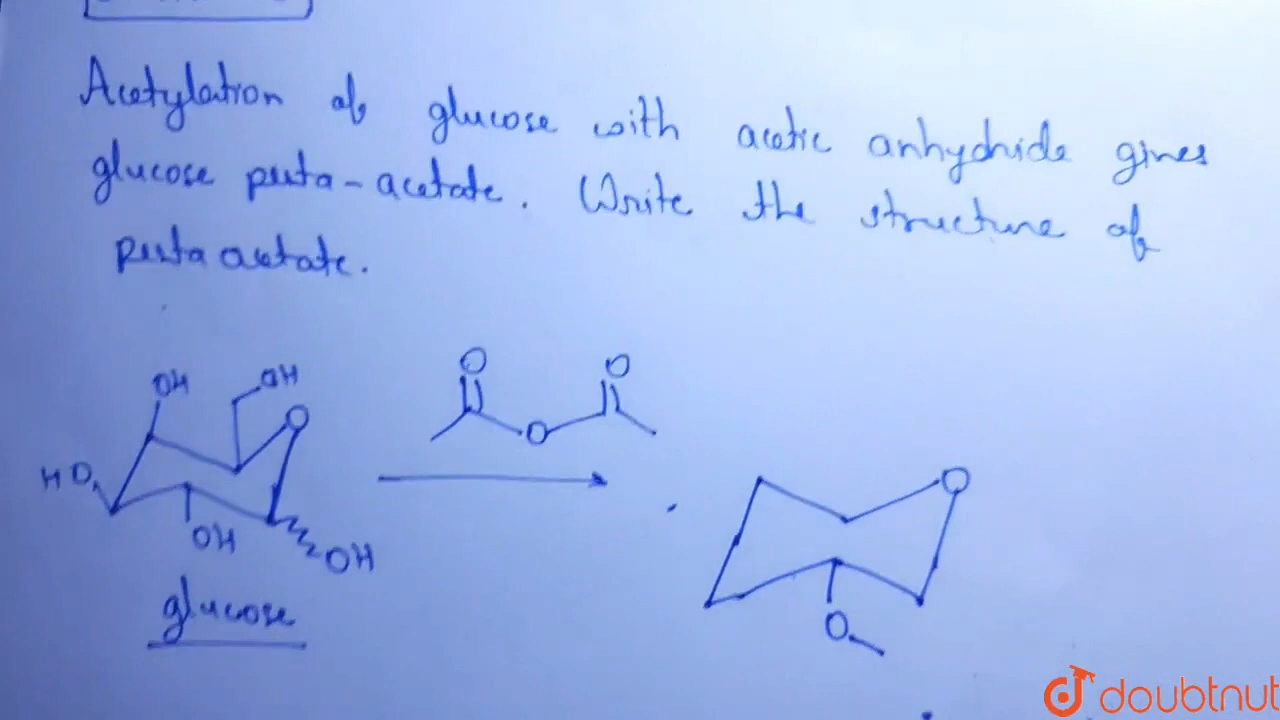 Acetylation of glucose with acetic anhydride gives
glucose penta-acetate. Write the structure of
penta acetate.
OH
OH
O
O
O
HO
O
O
OH
OH
glucose
O
doubtnut